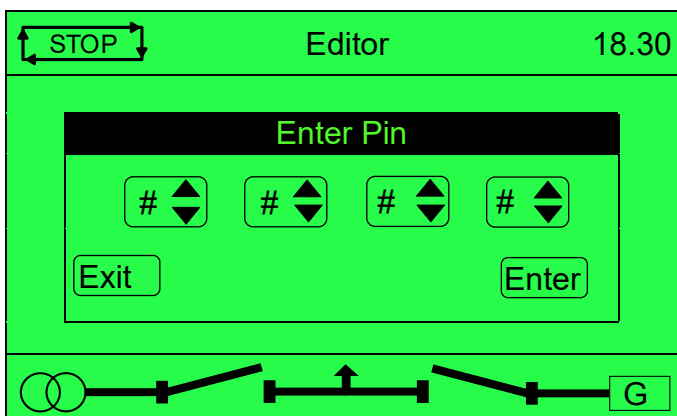 STOP Editor 18.30
Enter Pin
# # # #
Exit Enter
G